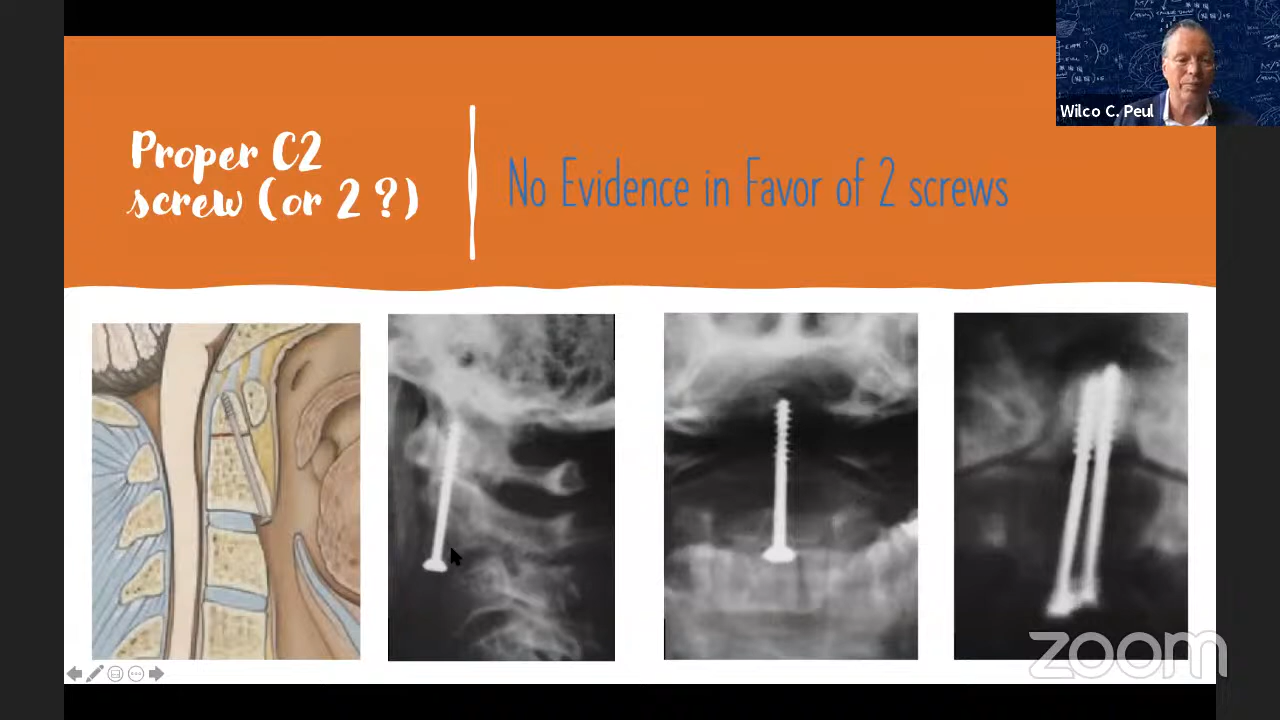 Proper C2
screw (or 2 ?)
No Evidence in Favor of 2 screws
Wilco C. Peul
zoom